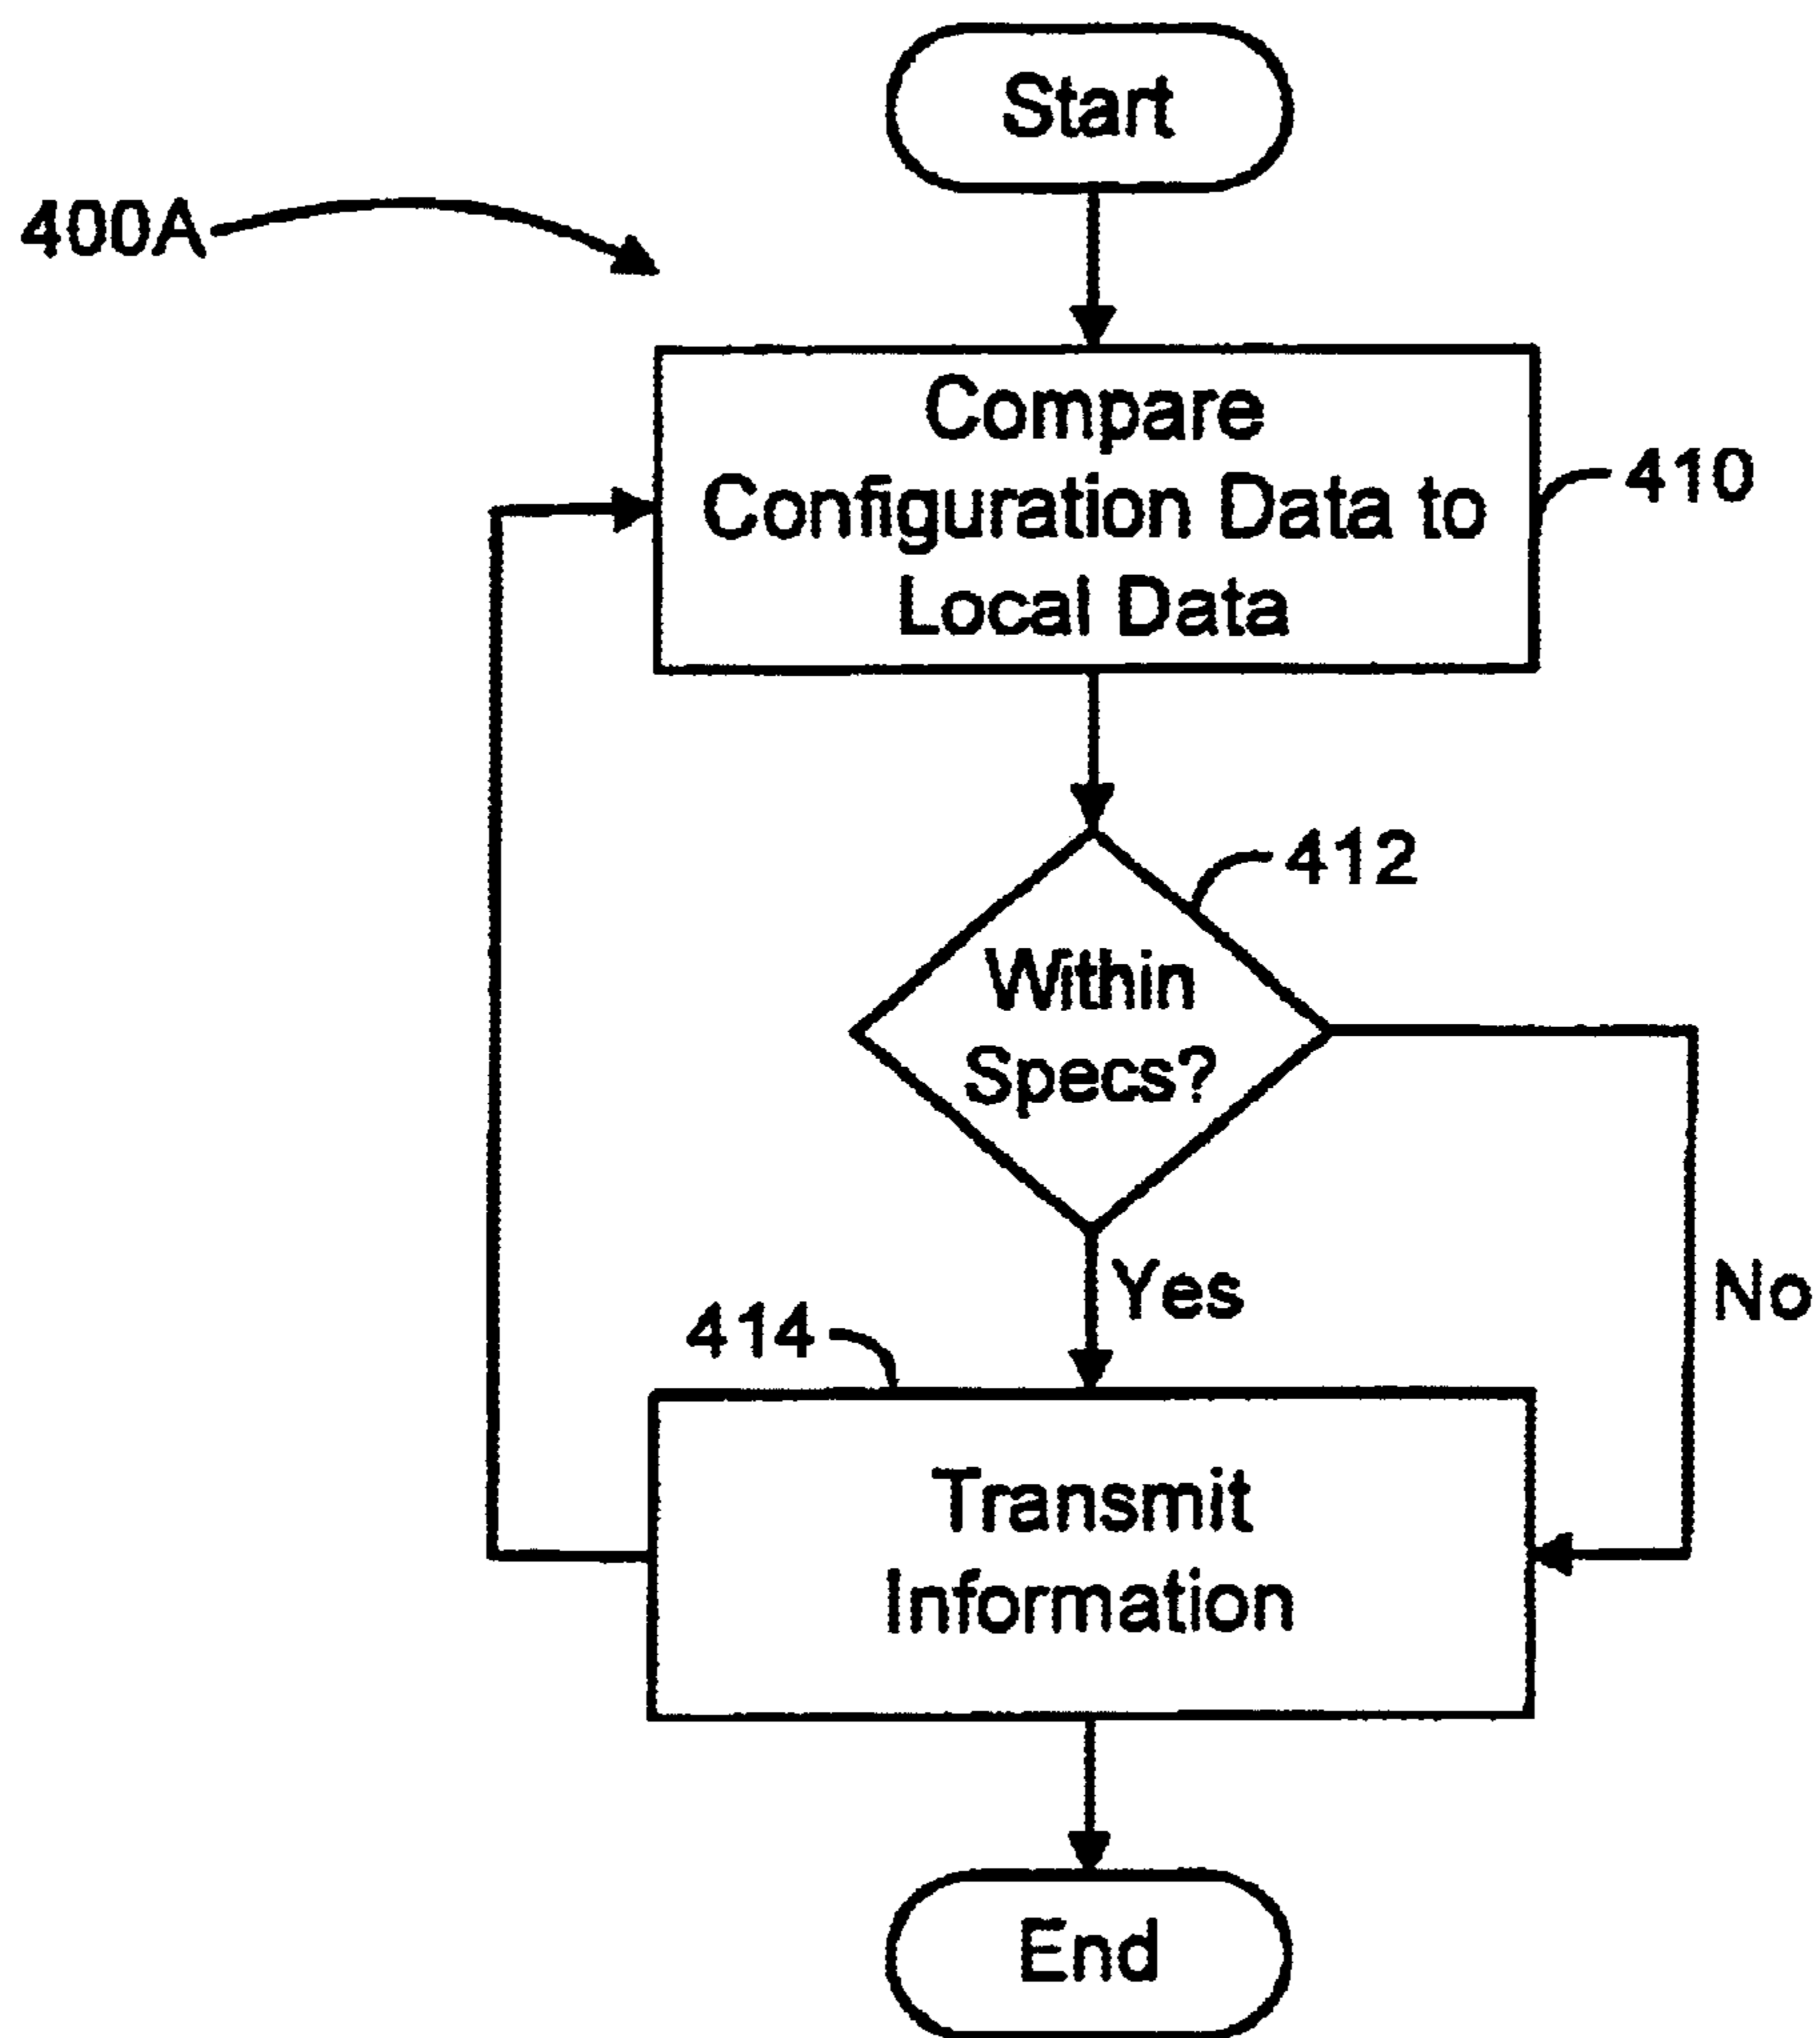 Start
400A
Compare
Configuration Data to
Local Data
410
412
Within
Specs?
Yes
No
414
Transmit
Information
End